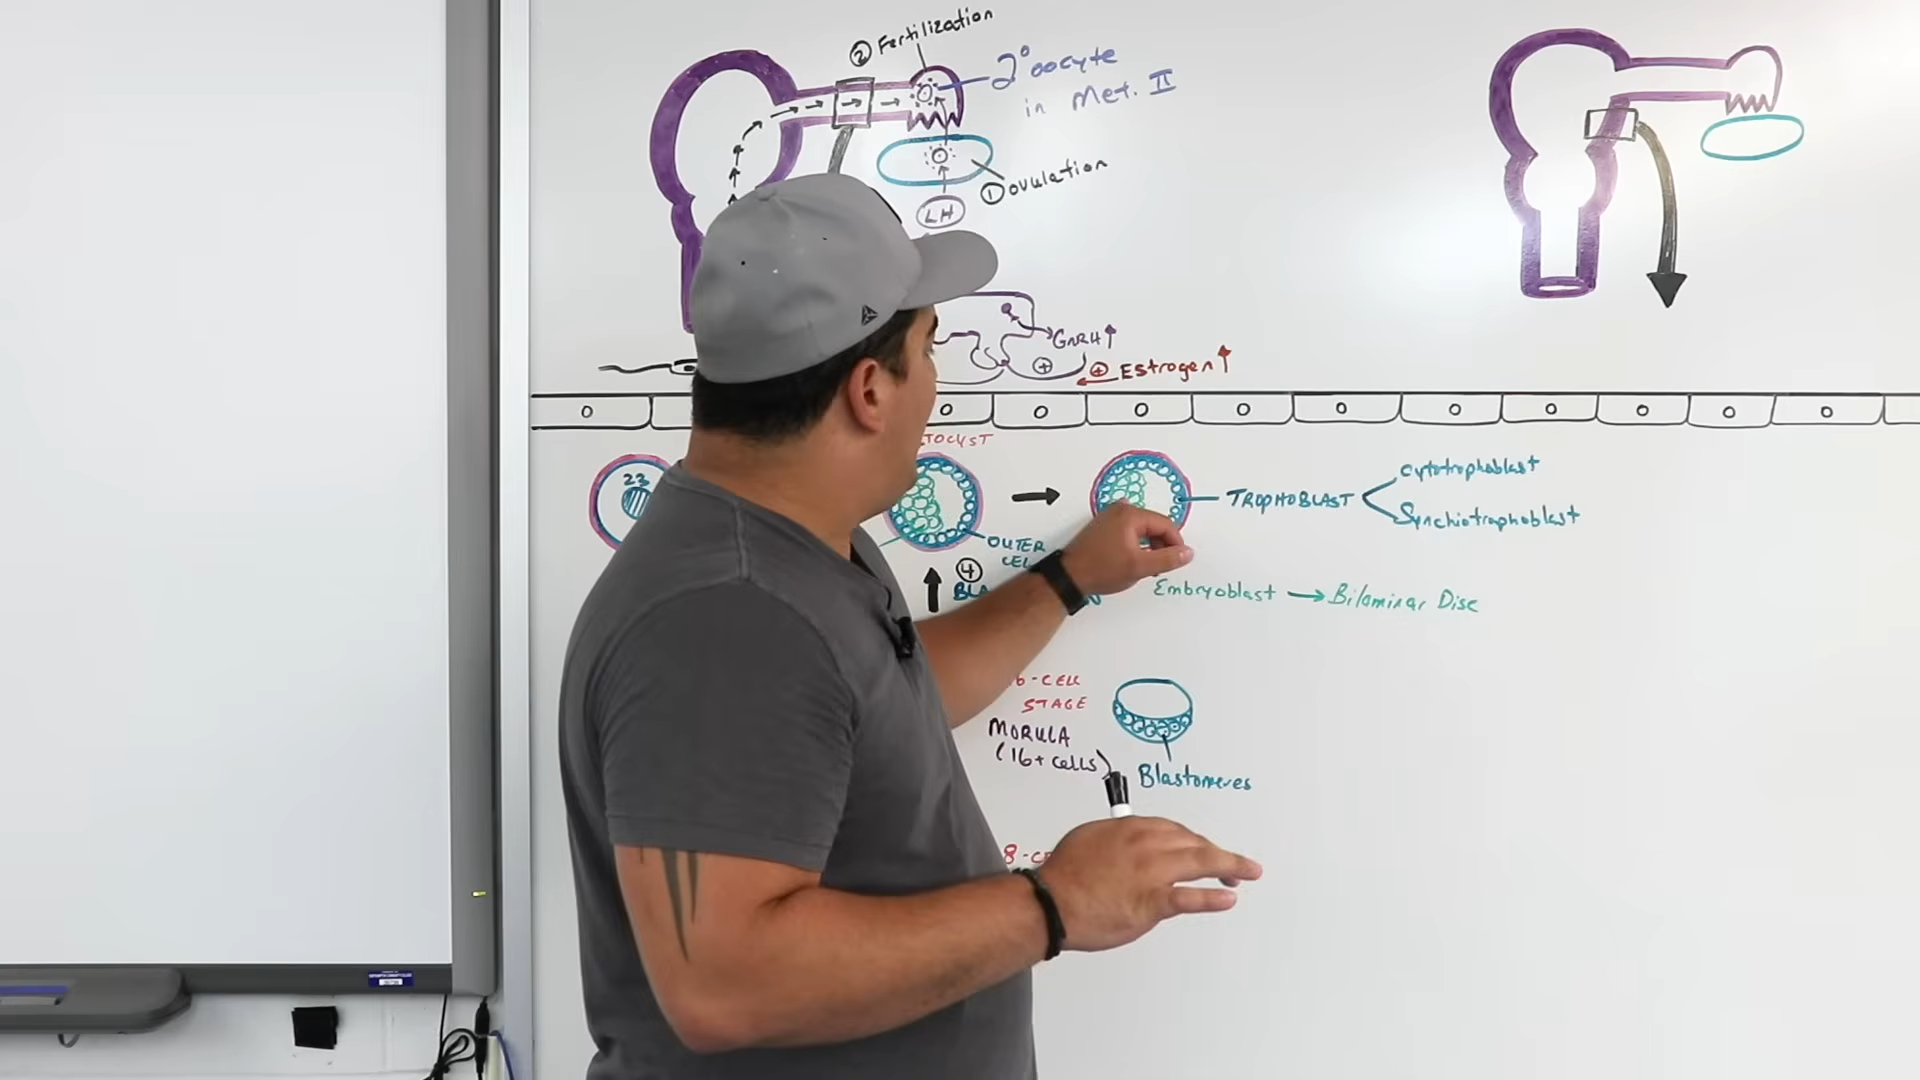 ② Fertilization
2° oocyte
in Met. II
① ovulation
LH
GnRH ↑
⊕ Estrogen ↑
TOCYST
23
OUTER
CEL
TROPHOBLAST
cytotrophoblast
Synchiotrophoblast
④
BLA
Embryoblast → Bilaminar Disc
6-CELL
STAGE
MORULA
(16+ cells)
Blastomeres
8-CE